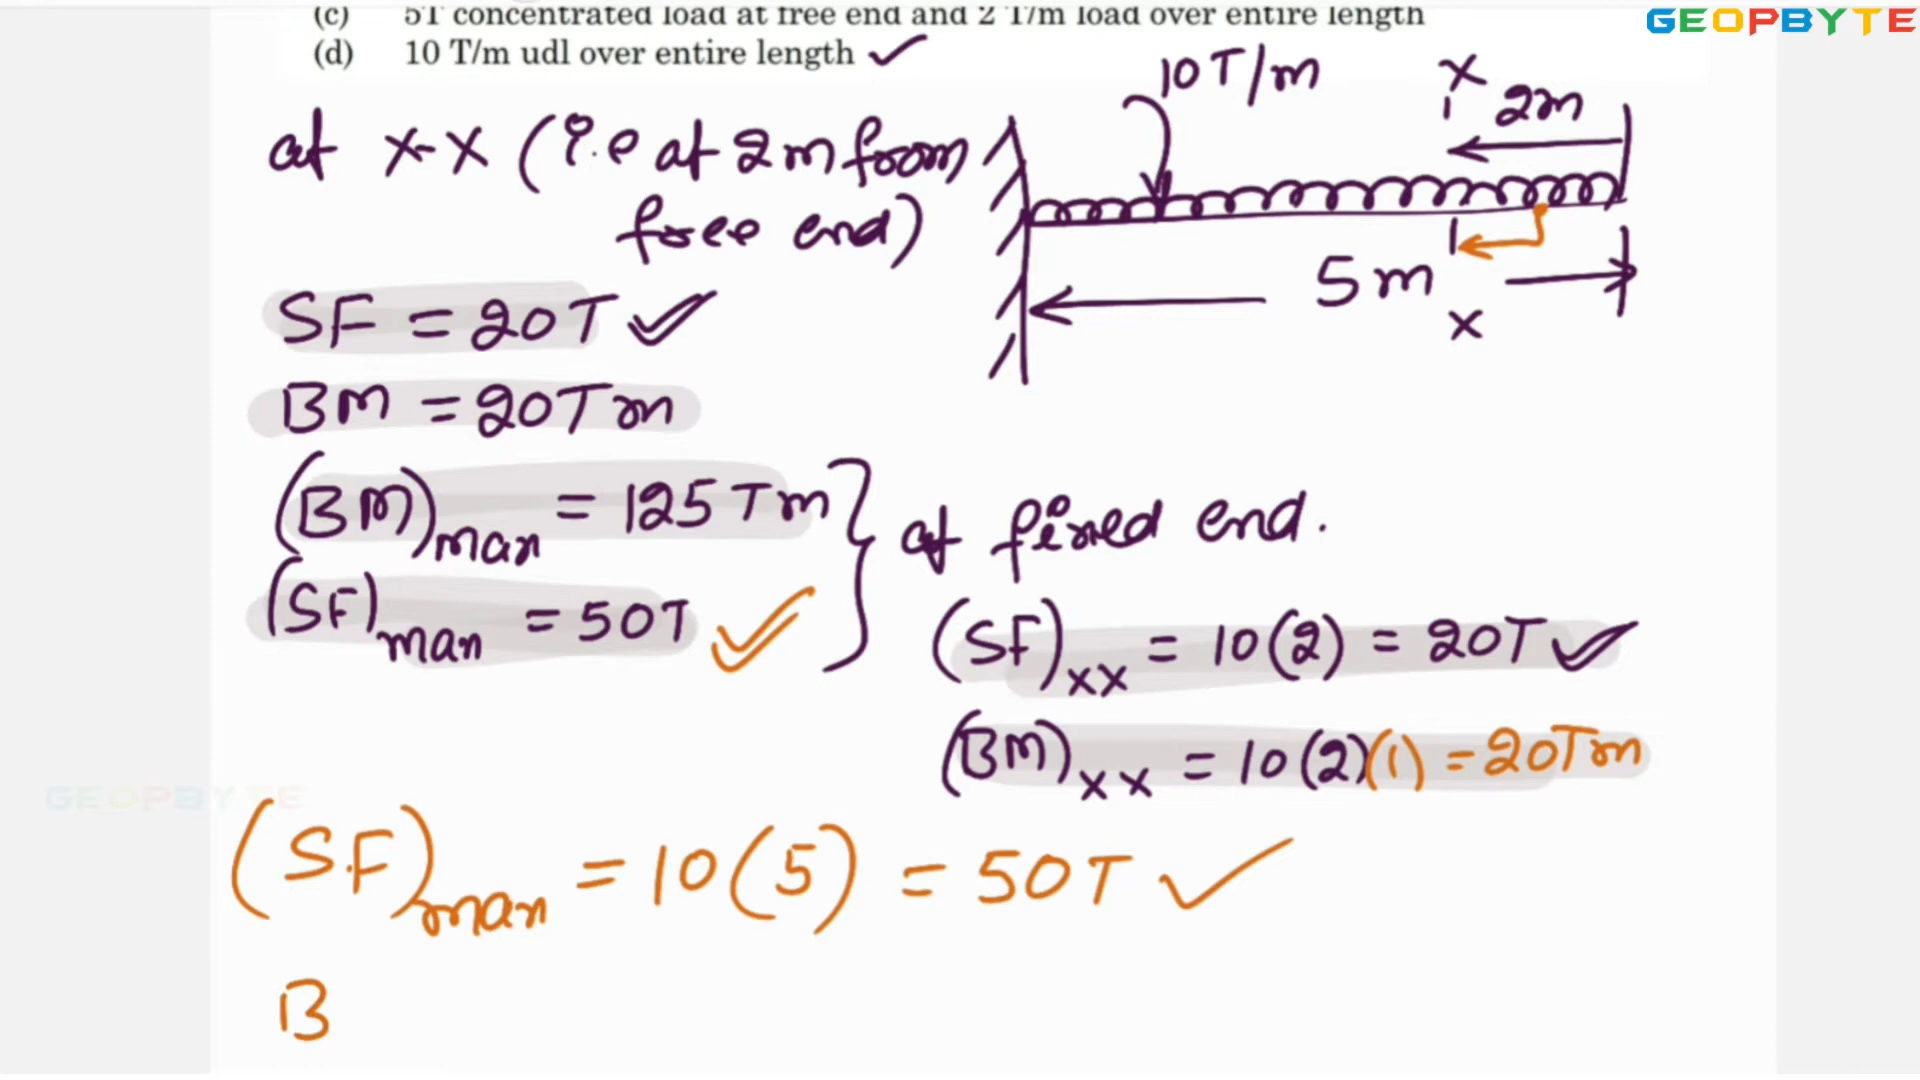 (c) 5T concentrated load at free end and 2 T/m load over entire length
GEOPBYTE
(d) 10 T/m udl over entire length ✓
10 T/m
x
2m
at x-x (i.e at 2m from
free end)
5m
x
SF = 20T ✓
BM = 20Tm
(BM)max = 125Tm
at fixed end.
(SF)max = 50T ✓
(SF)xx = 10(2) = 20T ✓
(BM)xx = 10(2)(1) = 20Tm
GEOPBYTE
(SF)max = 10(5) = 50T ✓
B